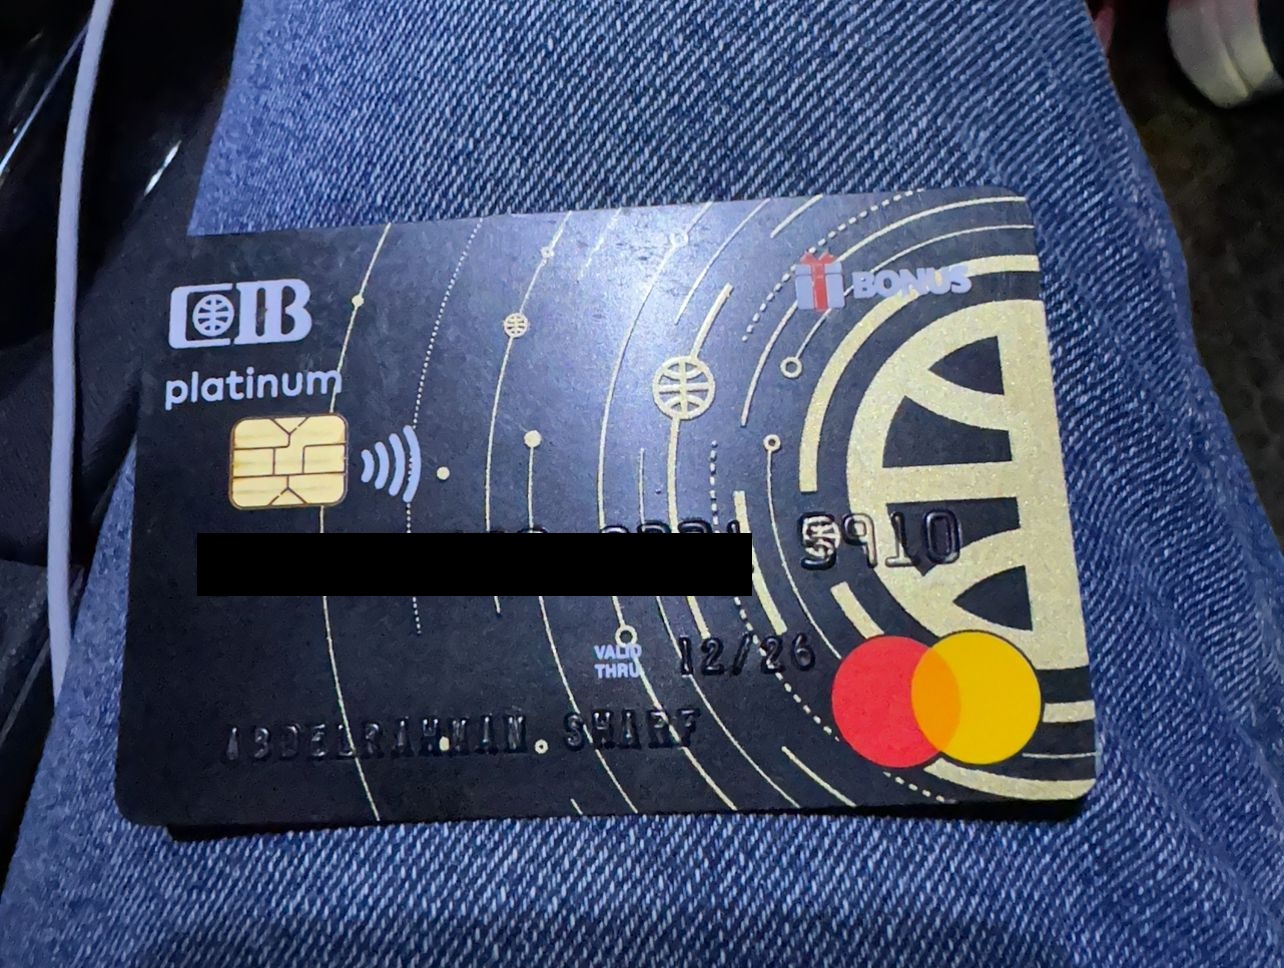 CIB
BONUS
platinum
5910
VALID
THRU
12/26
ABDELRAHMAN SHARF